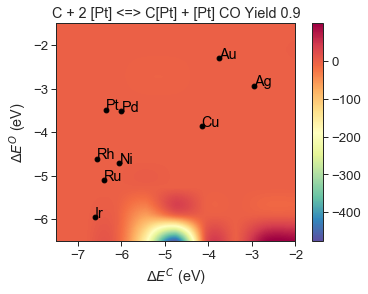 C + 2 [Pt] <=> C[Pt] + [Pt] CO Yield 0.9
Au
Ag
Pt
Pd
Cu
Rh
Ni
Ru
Ir
−2
−3
−4
−5
−6
ΔE^O (eV)
−7
−6
−5
−4
−3
−2
ΔE^C (eV)
0
−100
−200
−300
−400